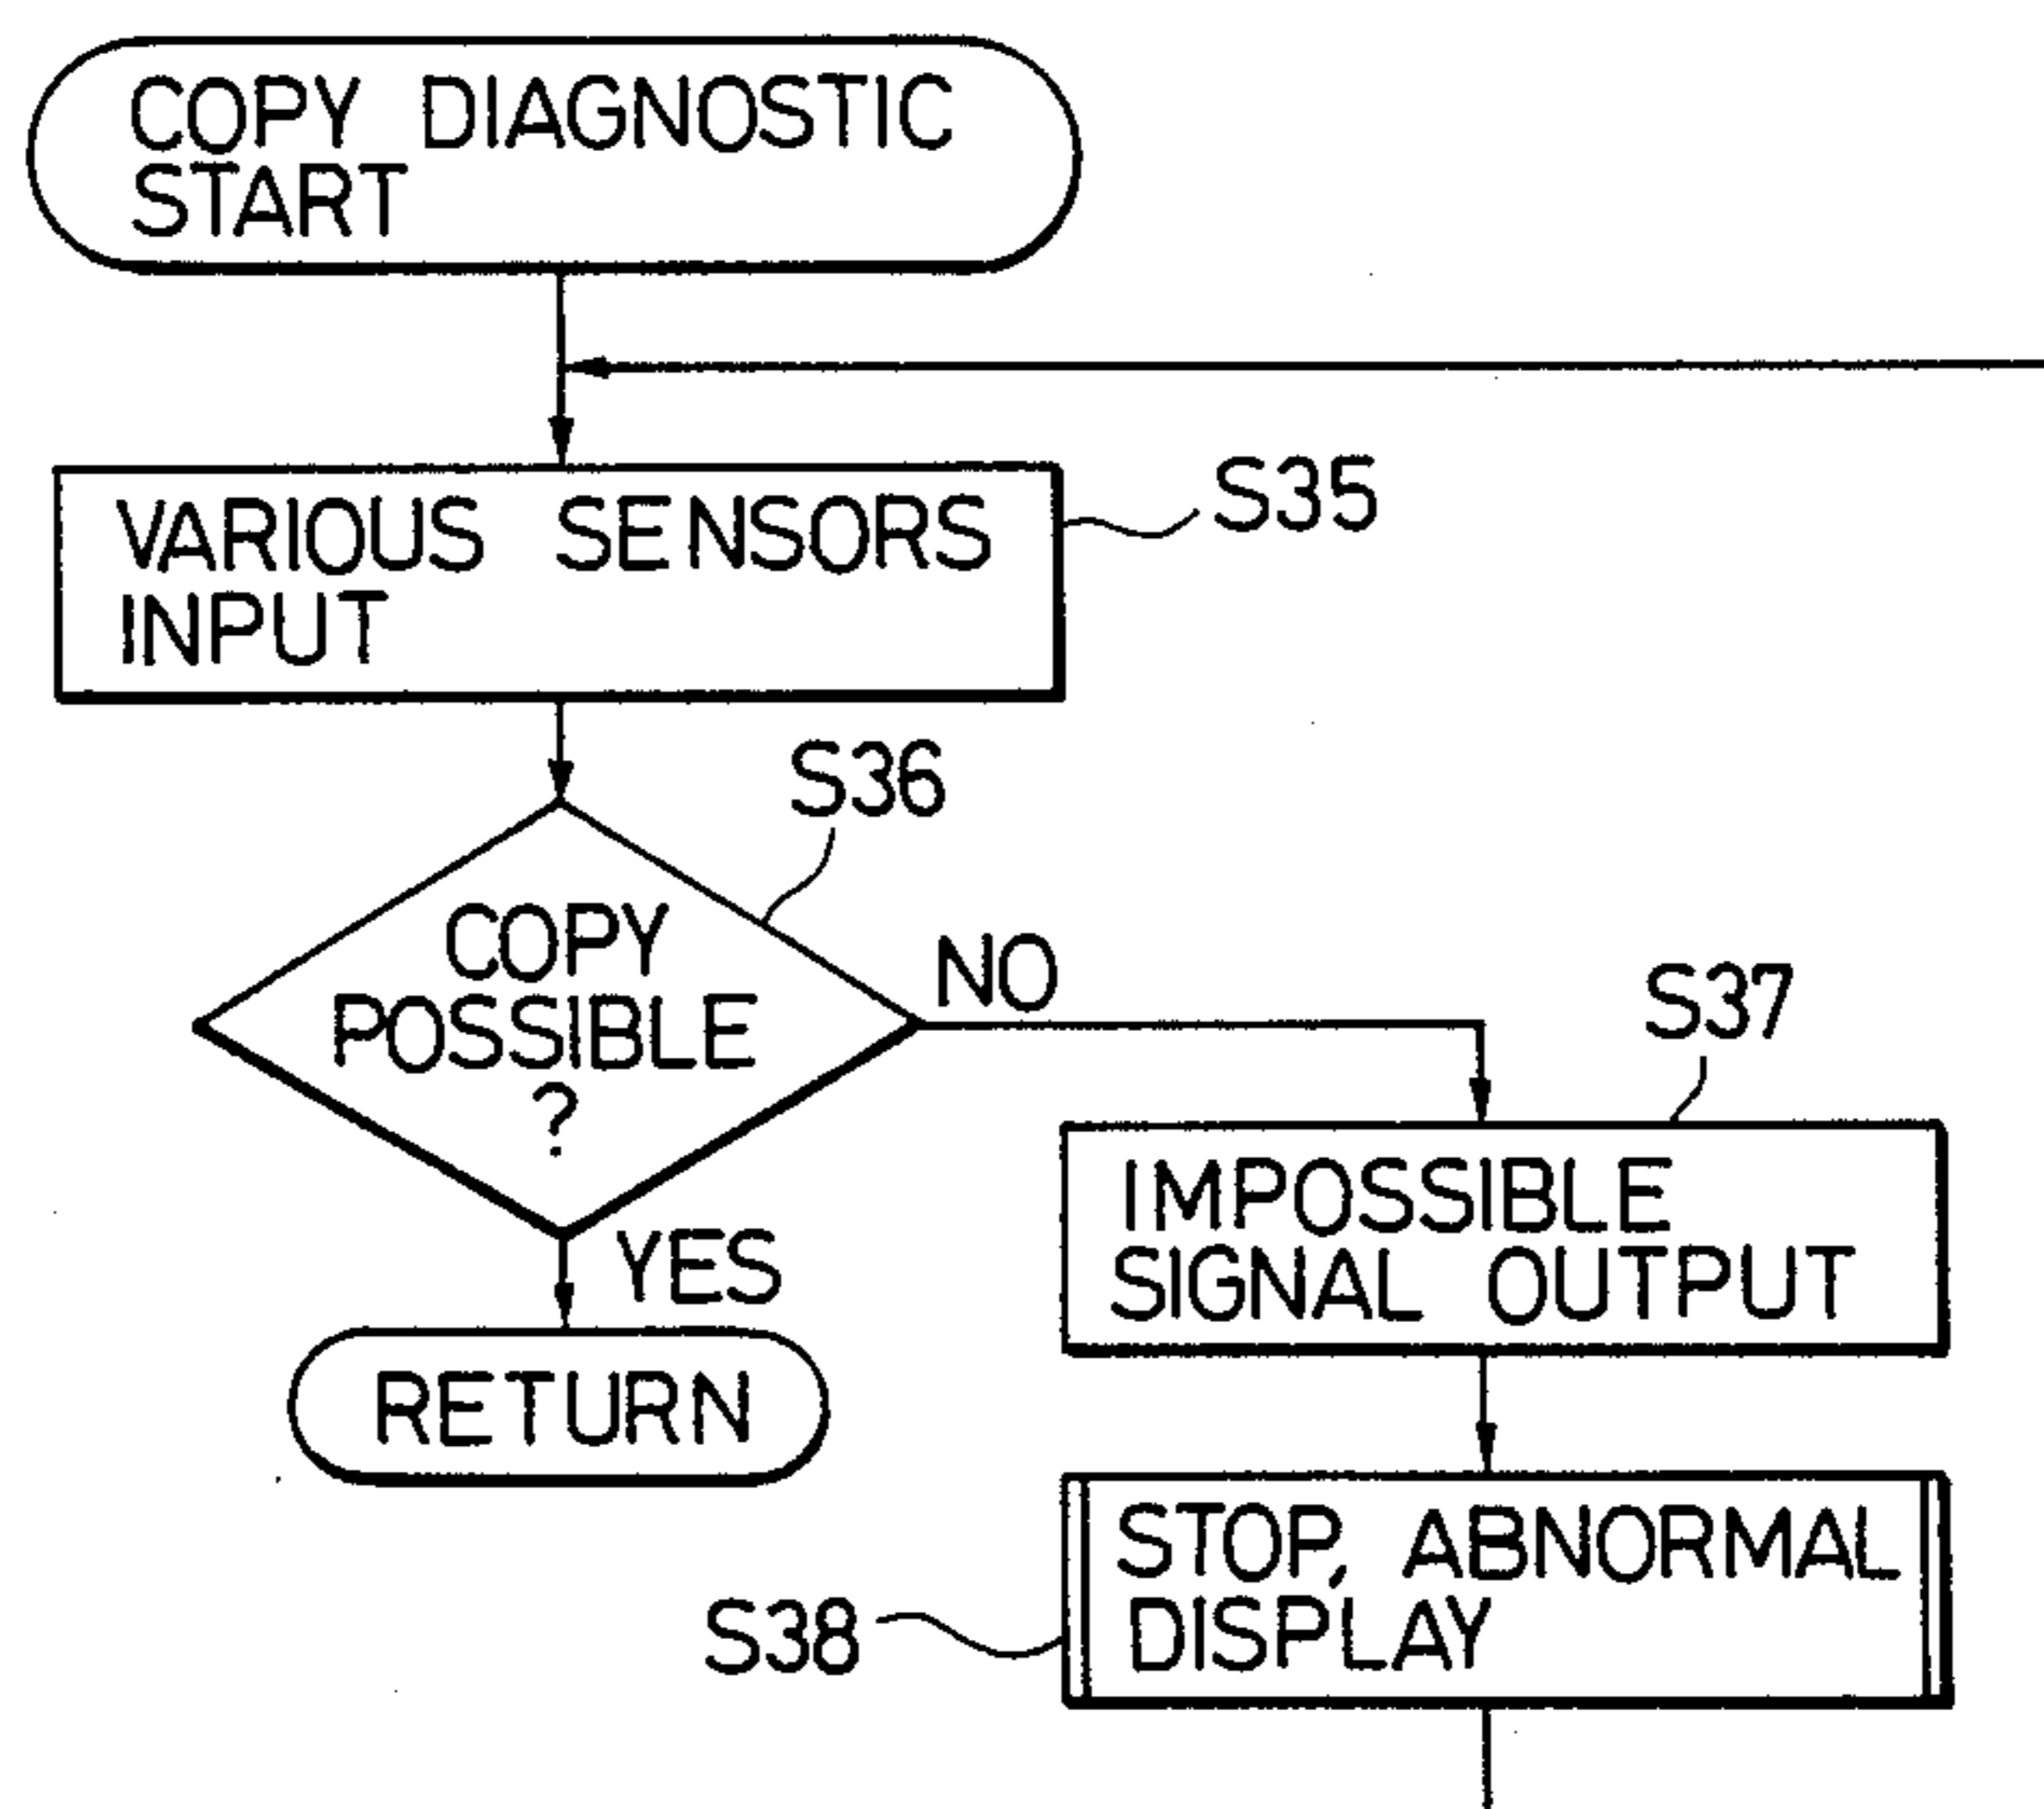 COPY DIAGNOSTIC
START
VARIOUS SENSORS
INPUT
S35
S36
COPY
POSSIBLE
?
NO
YES
RETURN
S37
IMPOSSIBLE
SIGNAL OUTPUT
STOP, ABNORMAL
DISPLAY
S38